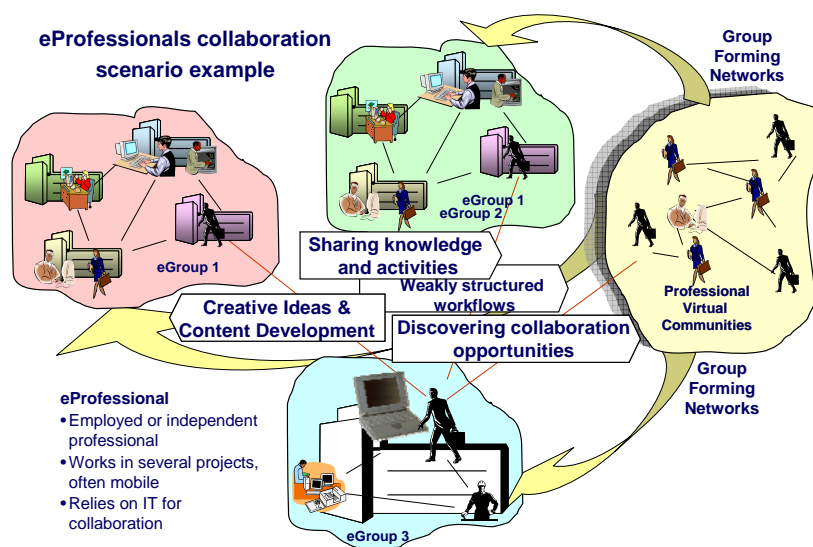 eProfessionals collaboration
scenario example
Group
Forming
Networks
eGroup 1
eGroup 1
eGroup 2
Sharing knowledge
and activities
Weakly structured
workflows
Creative Ideas &
Content Development
Discovering collaboration
opportunities
Professional
Virtual
Communities
Group
Forming
Networks
eProfessional
•Employed or independent
professional
•Works in several projects,
often mobile
•Relies on IT for
collaboration
eGroup 3